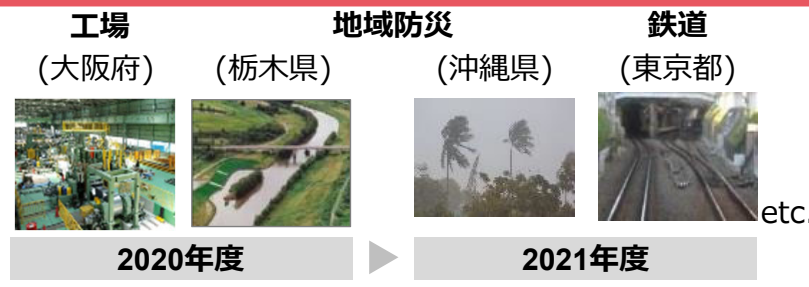 工場 地域防災 鉄道
(大阪府) (栃木県) (沖縄県) (東京都)
etc.
2020年度 2021年度